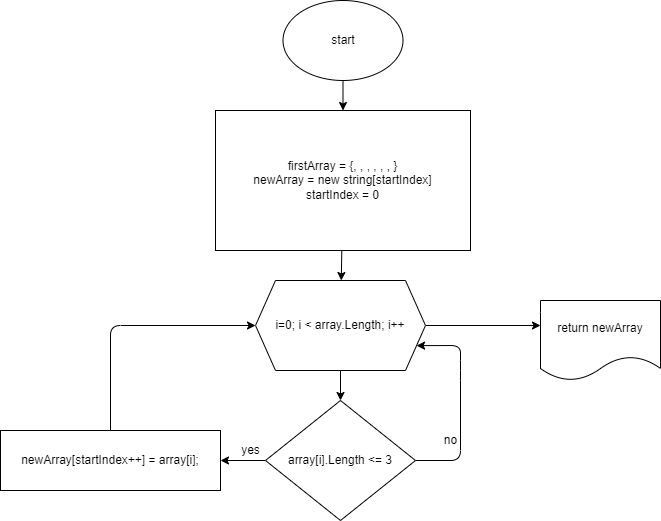 start
firstArray = {, , , , , , }
newArray = new string[startIndex]
startIndex = 0
i=0; i < array.Length; i++
return newArray
array[i].Length <= 3
yes
no
newArray[startIndex++] = array[i];